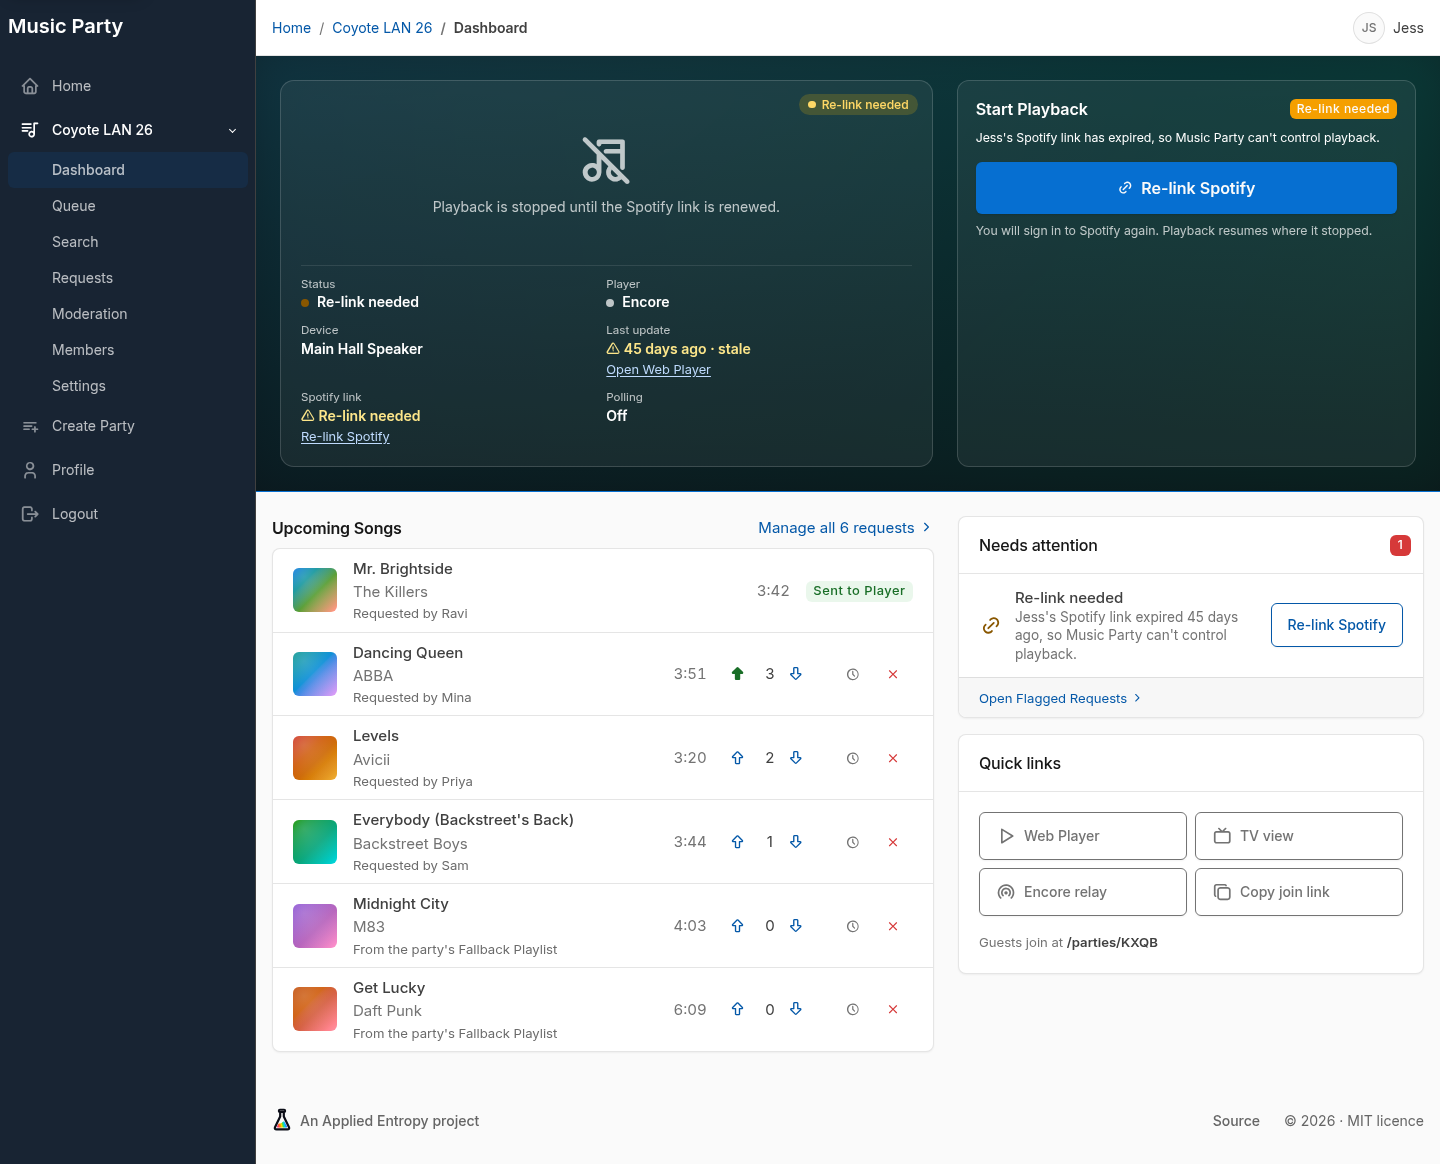 Music Party
Home
Coyote LAN 26
Dashboard
Queue
Search
Requests
Moderation
Members
Settings
Create Party
Profile
Logout
Home / Coyote LAN 26 / Dashboard
JS Jess
Re-link needed
Playback is stopped until the Spotify link is renewed.
Status
Re-link needed
Player
Encore
Device
Main Hall Speaker
Last update
45 days ago · stale
Open Web Player
Spotify link
Re-link needed
Re-link Spotify
Polling
Off
Start Playback
Re-link needed
Jess's Spotify link has expired, so Music Party can't control playback.
Re-link Spotify
You will sign in to Spotify again. Playback resumes where it stopped.
Upcoming Songs
Manage all 6 requests
Mr. Brightside
The Killers
Requested by Ravi
3:42 Sent to Player
Dancing Queen
ABBA
Requested by Mina
3:51 3
Levels
Avicii
Requested by Priya
3:20 2
Everybody (Backstreet's Back)
Backstreet Boys
Requested by Sam
3:44 1
Midnight City
M83
From the party's Fallback Playlist
4:03 0
Get Lucky
Daft Punk
From the party's Fallback Playlist
6:09 0
Needs attention
1
Re-link needed
Jess's Spotify link expired 45 days
ago, so Music Party can't control
playback.
Re-link Spotify
Open Flagged Requests
Quick links
Web Player
TV view
Encore relay
Copy join link
Guests join at /parties/KXQB
An Applied Entropy project
Source
© 2026 · MIT licence